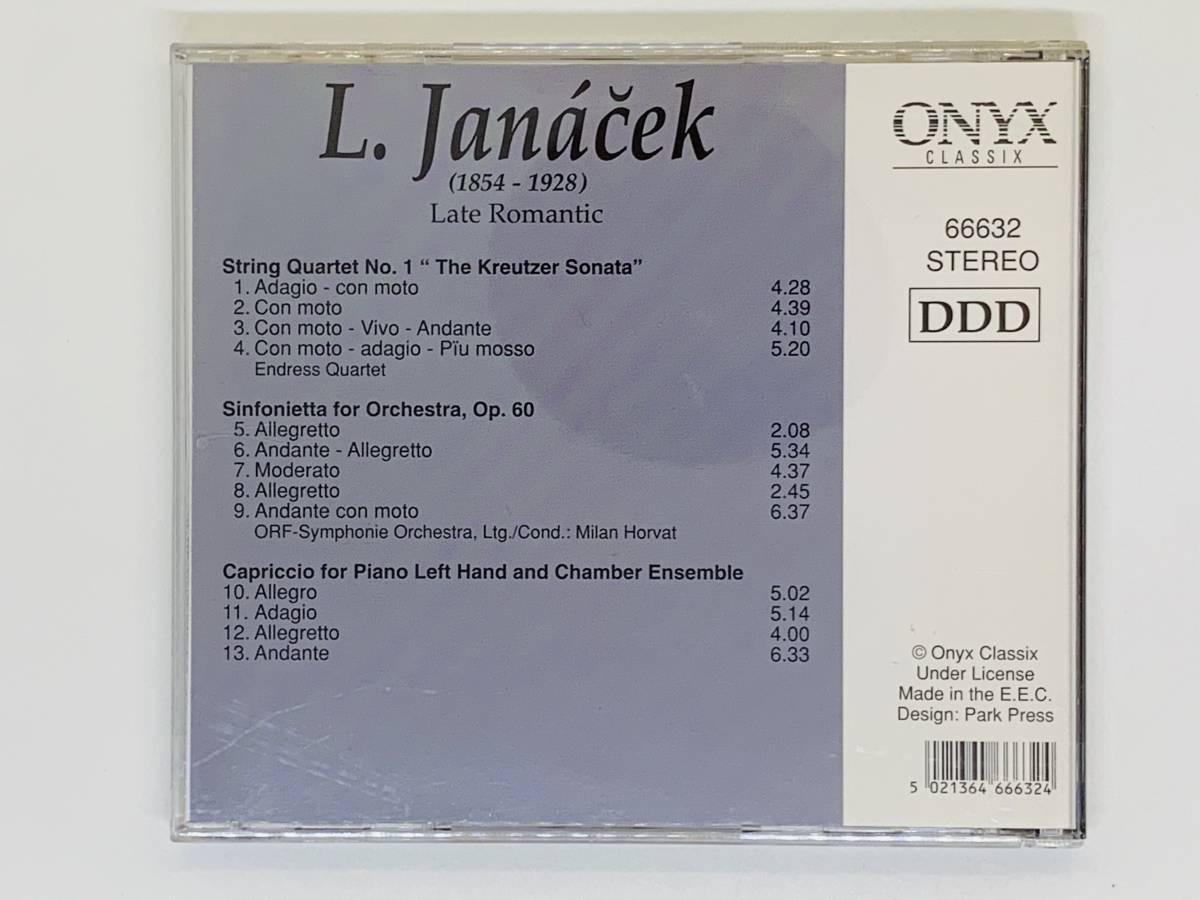 L. Janáček
(1854 - 1928)
Late Romantic
String Quartet No. 1 “ The Kreutzer Sonata”
1. Adagio - con moto 4.28
2. Con moto 4.39
3. Con moto - Vivo - Andante 4.10
4. Con moto - adagio - Pïu mosso 5.20
Endress Quartet
Sinfonietta for Orchestra, Op. 60
5. Allegretto 2.08
6. Andante - Allegretto 5.34
7. Moderato 4.37
8. Allegretto 2.45
9. Andante con moto 6.37
ORF-Symphonie Orchestra, Ltg./Cond.: Milan Horvat
Capriccio for Piano Left Hand and Chamber Ensemble
10. Allegro 5.02
11. Adagio 5.14
12. Allegretto 4.00
13. Andante 6.33
ONYX
CLASSIX
66632
STEREO
DDD
© Onyx Classix
Under License
Made in the E.E.C.
Design: Park Press
5 021364 666324